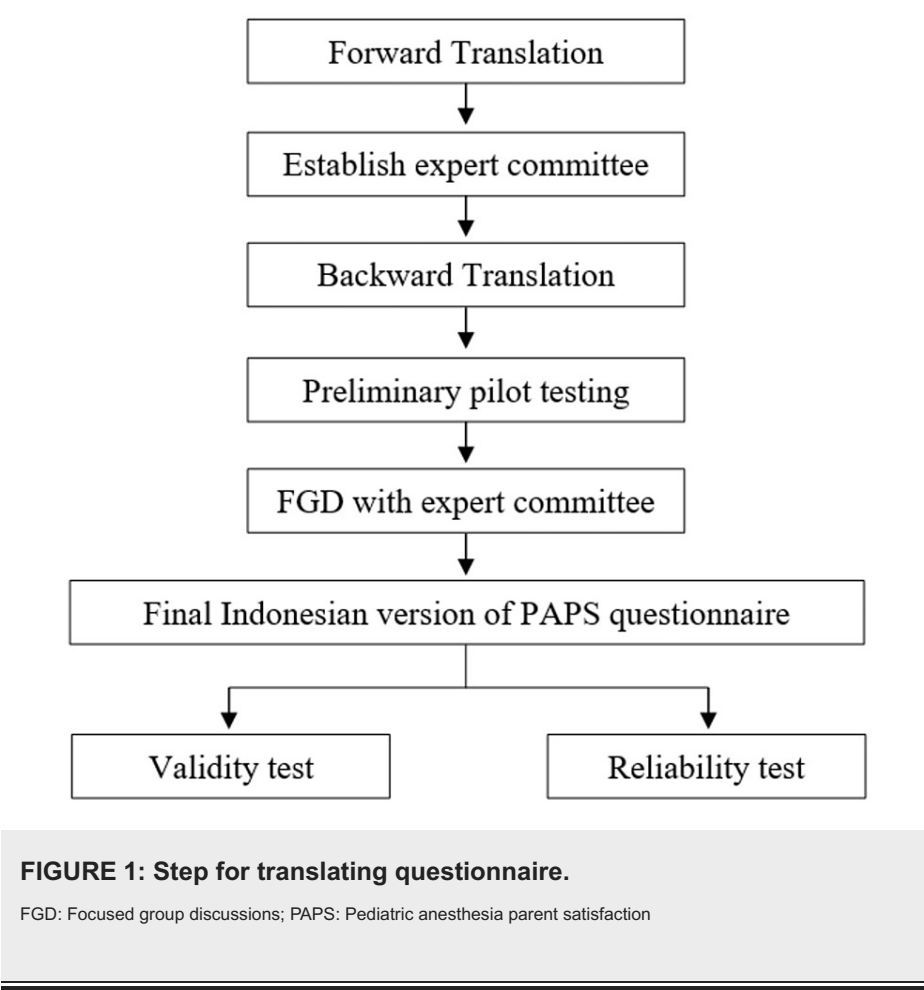 Forward Translation
Establish expert committee
Backward Translation
Preliminary pilot testing
FGD with expert committee
Final Indonesian version of PAPS questionnaire
Validity test
Reliability test
FIGURE 1: Step for translating questionnaire.
FGD: Focused group discussions; PAPS: Pediatric anesthesia parent satisfaction